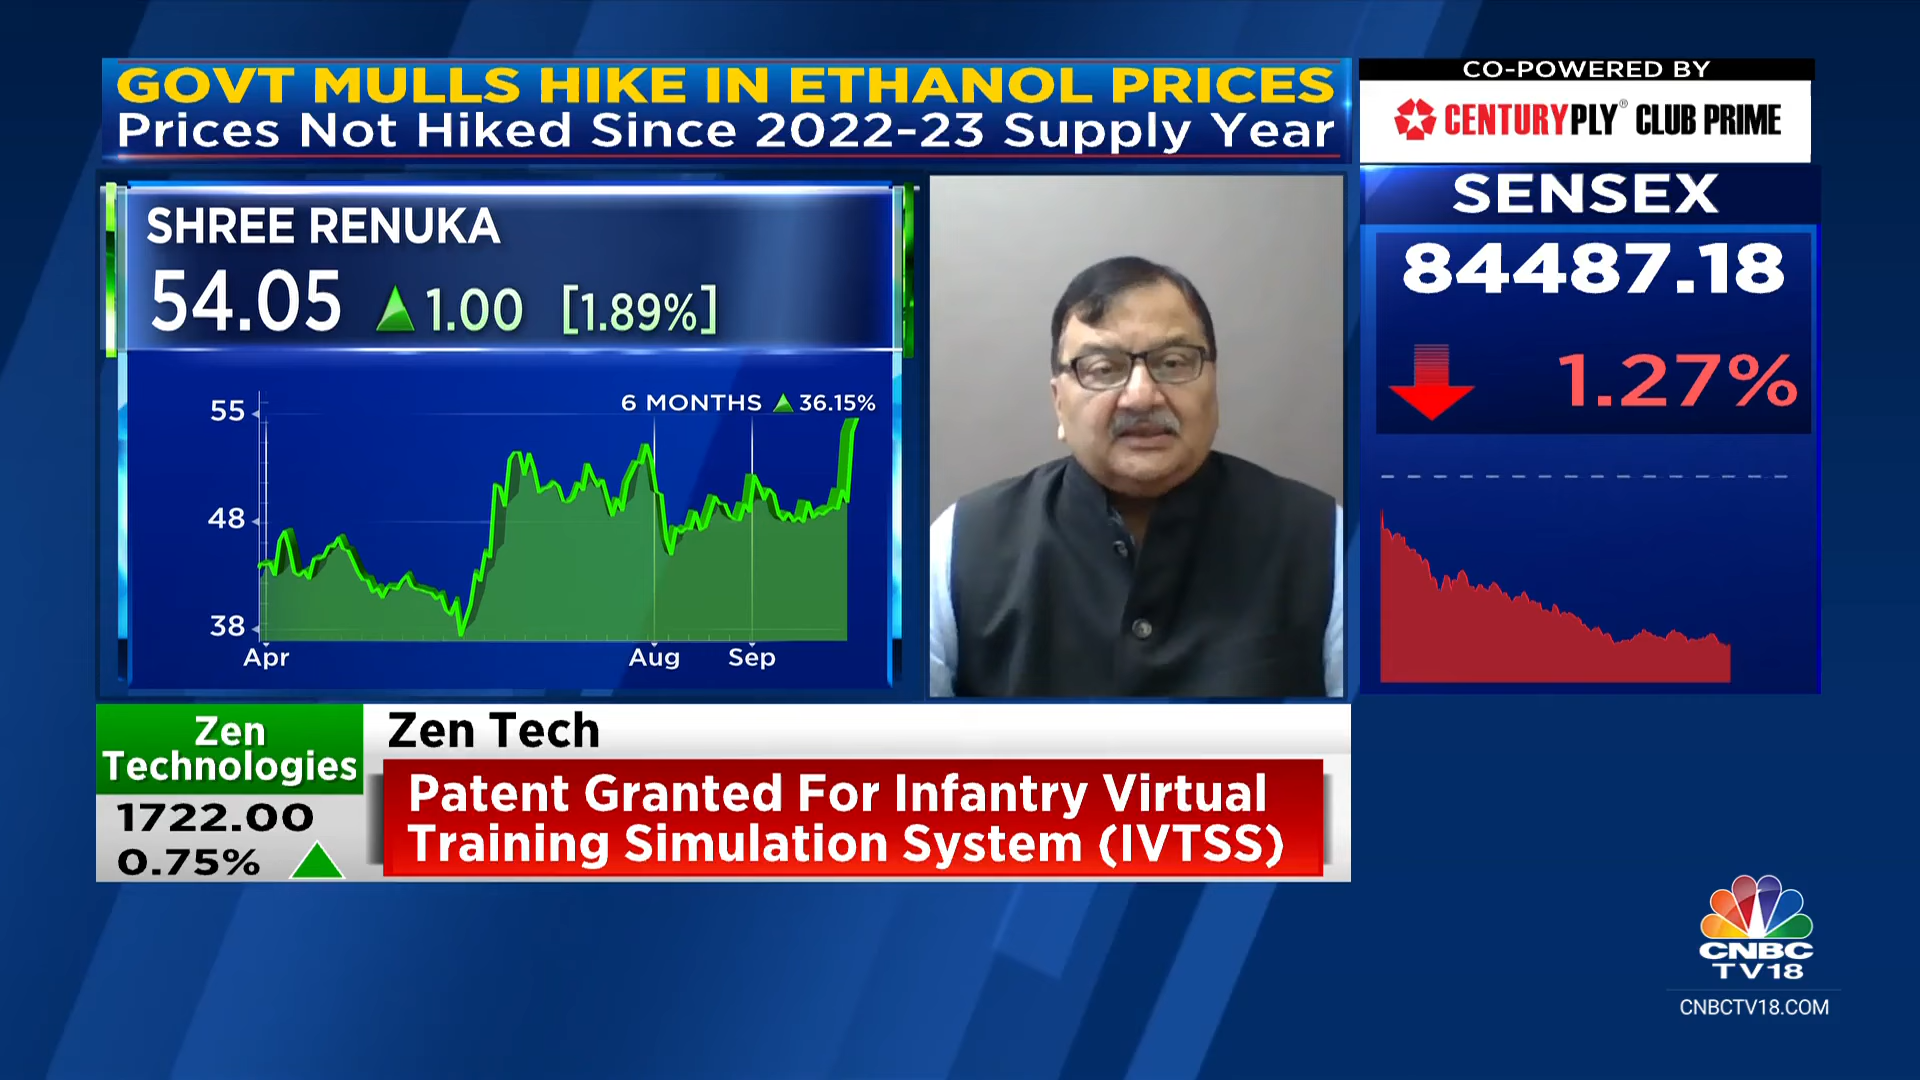 GOVT MULLS HIKE IN ETHANOL PRICES
Prices Not Hiked Since 2022-23 Supply Year
CO-POWERED BY
CENTURYPLY® CLUB PRIME
SHREE RENUKA
54.05 ▲ 1.00 [1.89%]
6 MONTHS ▲ 36.15%
55
48
38
Apr Aug Sep
SENSEX
84487.18
1.27%
Zen
Technologies
1722.00
0.75%
Zen Tech
Patent Granted For Infantry Virtual
Training Simulation System (IVTSS)
CNBC
TV18
CNBCTV18.COM